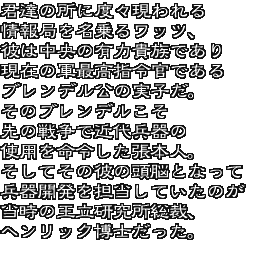 君達の所に度々現われる
情報局を名乗るワッツ、
彼は中央の有力貴族であり
現在の軍最高指令官である
ブレンデル公の実子だ。
そのブレンデルこそ
先の戦争で近代兵器の
使用を命令した張本人。
そしてその彼の頭脳となって
兵器開発を担当していたのが
当時の王立研究所総裁、
ヘンリック博士だった。